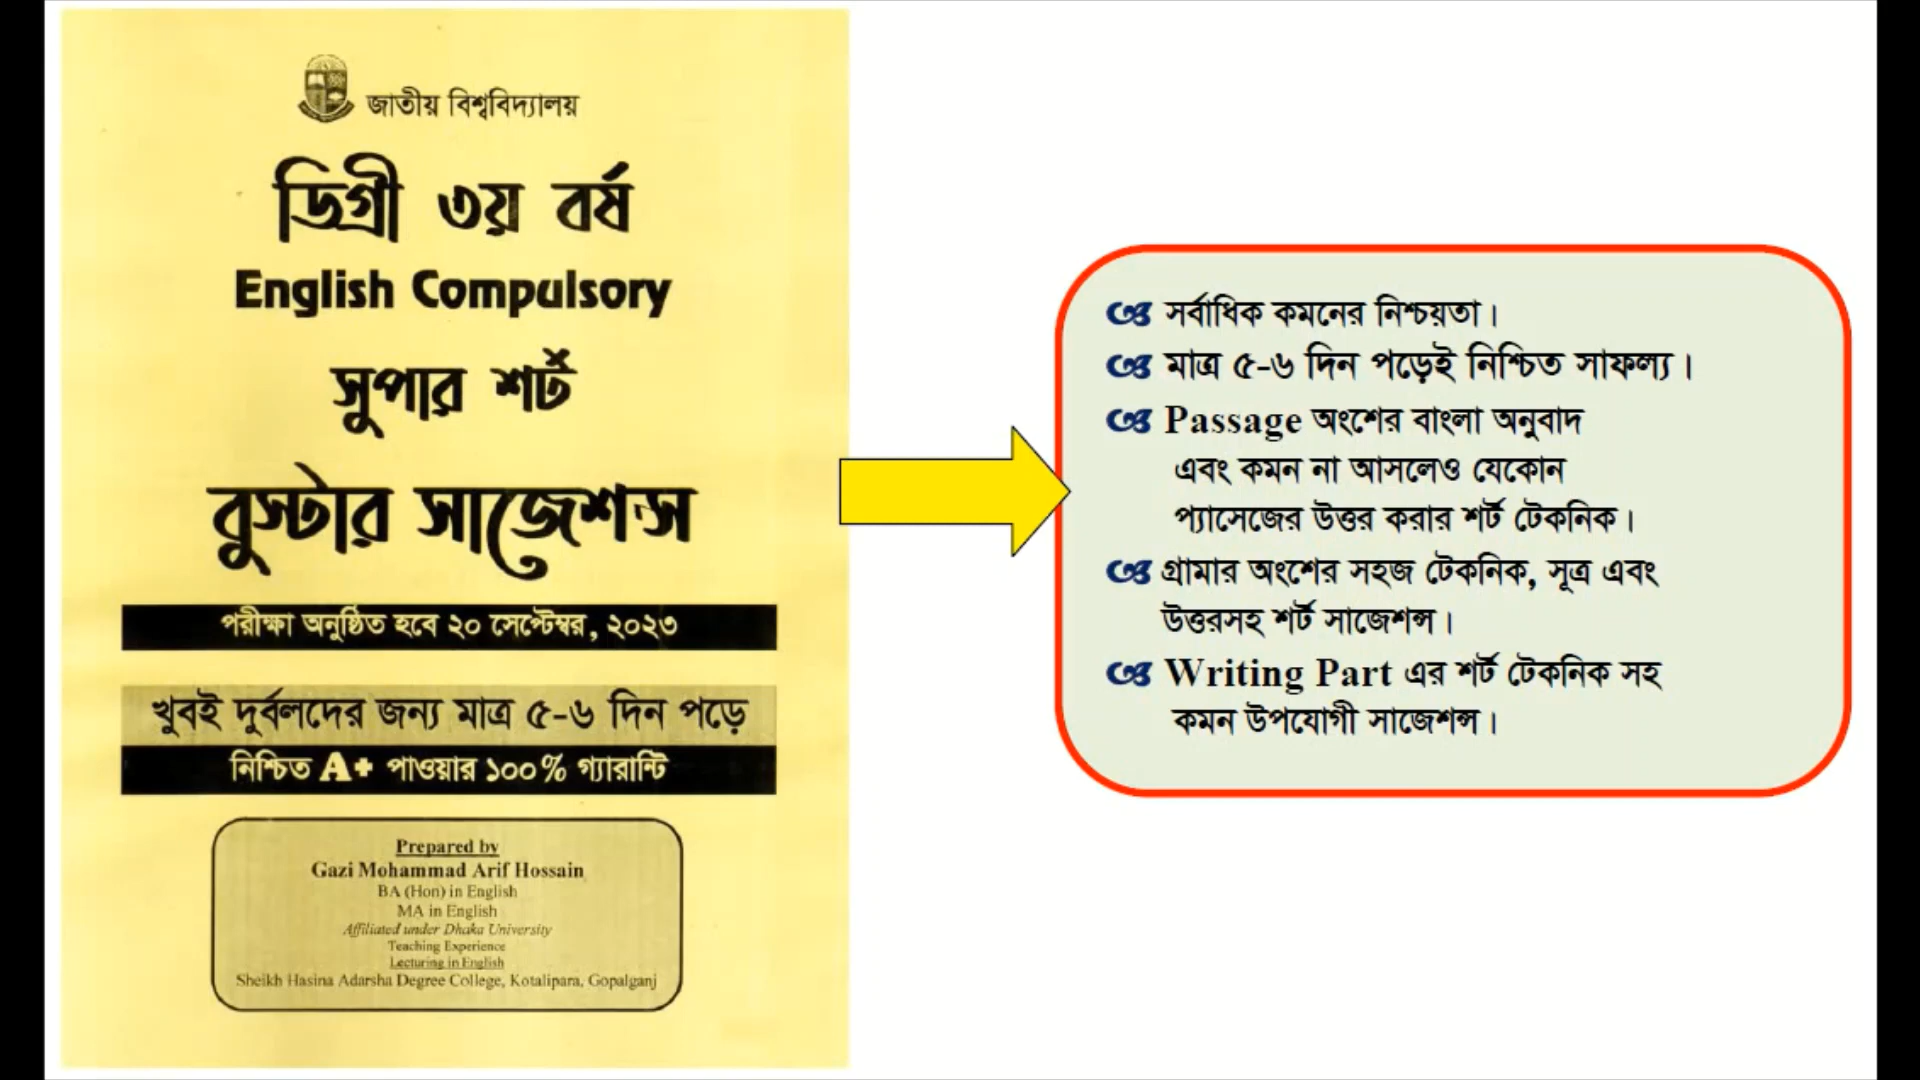 জাতীয় বিশ্ববিদ্যালয়
ডিগ্রী ৩য় বর্ষ
English Compulsory
সুপার শর্ট
বুস্টার সাজেশন্স
পরীক্ষা অনুষ্ঠিত হবে ২০ সেপ্টেম্বর, ২০২৩
খুবই দুর্বলদের জন্য মাত্র ৫-৬ দিন পড়ে
নিশ্চিত A+ পাওয়ার ১০০% গ্যারান্টি
Prepared by
Gazi Mohammad Arif Hossain
BA (Hon) in English
MA in English
Affiliated under Dhaka University
Teaching Experience
Lecturing in English
Sheikh Hasina Adarsha Degree College, Kotalipara, Gopalganj
সর্বাধিক কমনের নিশ্চয়তা।
মাত্র ৫-৬ দিন পড়েই নিশ্চিত সাফল্য।
Passage অংশের বাংলা অনুবাদ
এবং কমন না আসলেও যেকোন
প্যাসেজের উত্তর করার শর্ট টেকনিক।
গ্রামার অংশের সহজ টেকনিক, সূত্র এবং
উত্তরসহ শর্ট সাজেশন্স।
Writing Part এর শর্ট টেকনিক সহ
কমন উপযোগী সাজেশন্স।